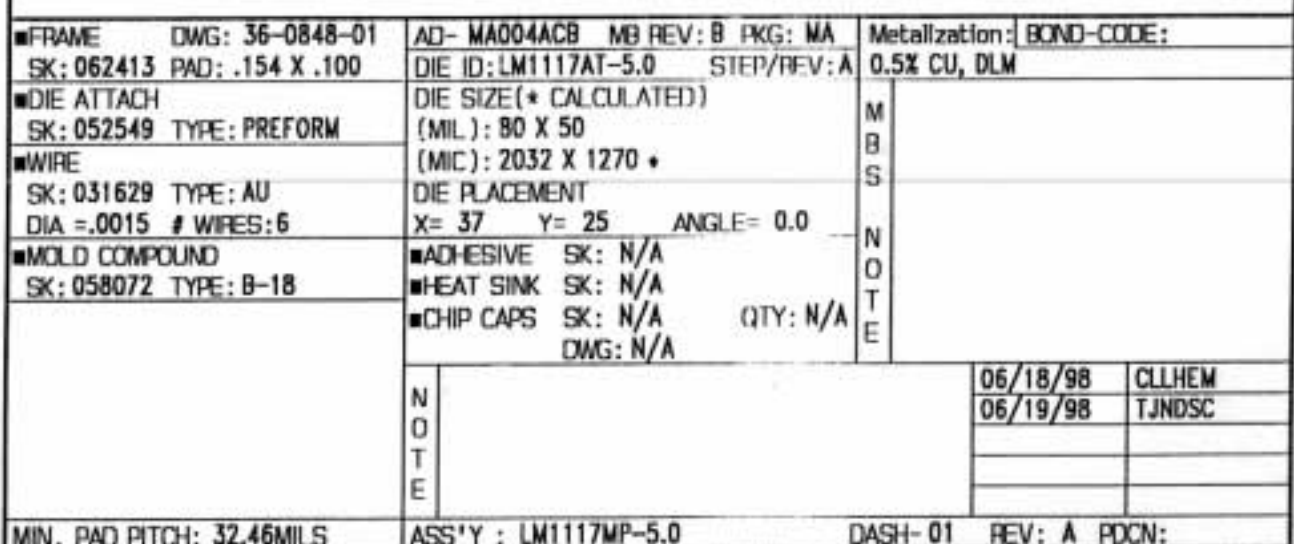 ■FRAME DWG: 36-0848-01
SK: 062413 PAD: .154 X .100
■DIE ATTACH
SK: 052549 TYPE: PREFORM
■WIRE
SK: 031629 TYPE: AU
DIA =.0015 # WIRES: 6
■MOLD COMPOUND
SK: 058072 TYPE: B-18
AD- MA004ACB MB REV: B PKG: MA
DIE ID: LM1117AT-5.0 STEP/REV: A
DIE SIZE(* CALCULATED)
(MIL): 80 X 50
(MIC): 2032 X 1270 *
DIE PLACEMENT
X= 37 Y= 25 ANGLE= 0.0
■ADHESIVE SK: N/A
■HEAT SINK SK: N/A
■CHIP CAPS SK: N/A QTY: N/A
DWG: N/A
Metalization: BOND-CODE:
0.5% CU, DLM
MBS NOTE
NOTE
06/18/98 CLLHEM
06/19/98 TJNDSC
MIN. PAD PITCH: 32.46MILS
ASS'Y : LM1117MP-5.0 DASH- 01 REV: A PDCN: